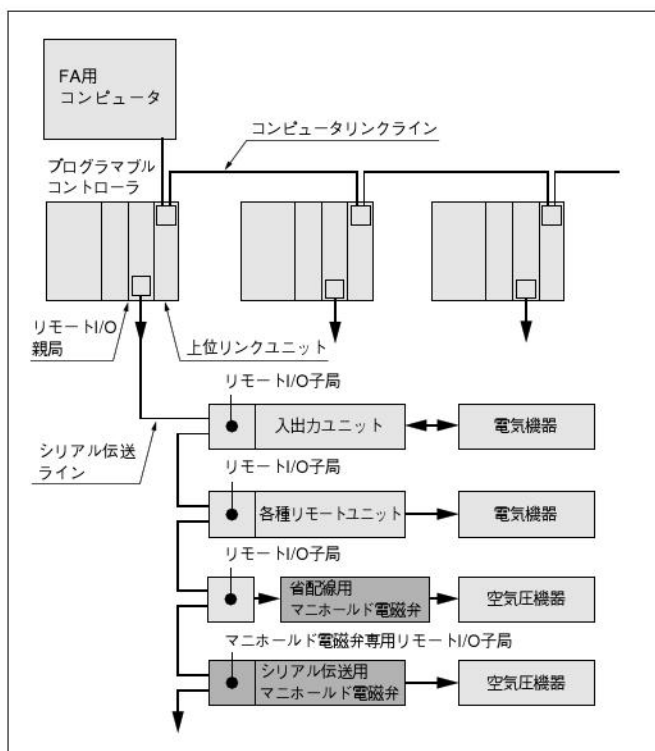 FA用
コンピュータ
コンピュータリンクライン
プログラマブル
コントローラ
リモートI/O
親局
上位リンクユニット
リモートI/O子局
入出力ユニット
電気機器
シリアル伝送
ライン
リモートI/O子局
各種リモートユニット
電気機器
リモートI/O子局
省配線用
マニホールド電磁弁
空気圧機器
マニホールド電磁弁専用リモートI/O子局
シリアル伝送用
マニホールド電磁弁
空気圧機器